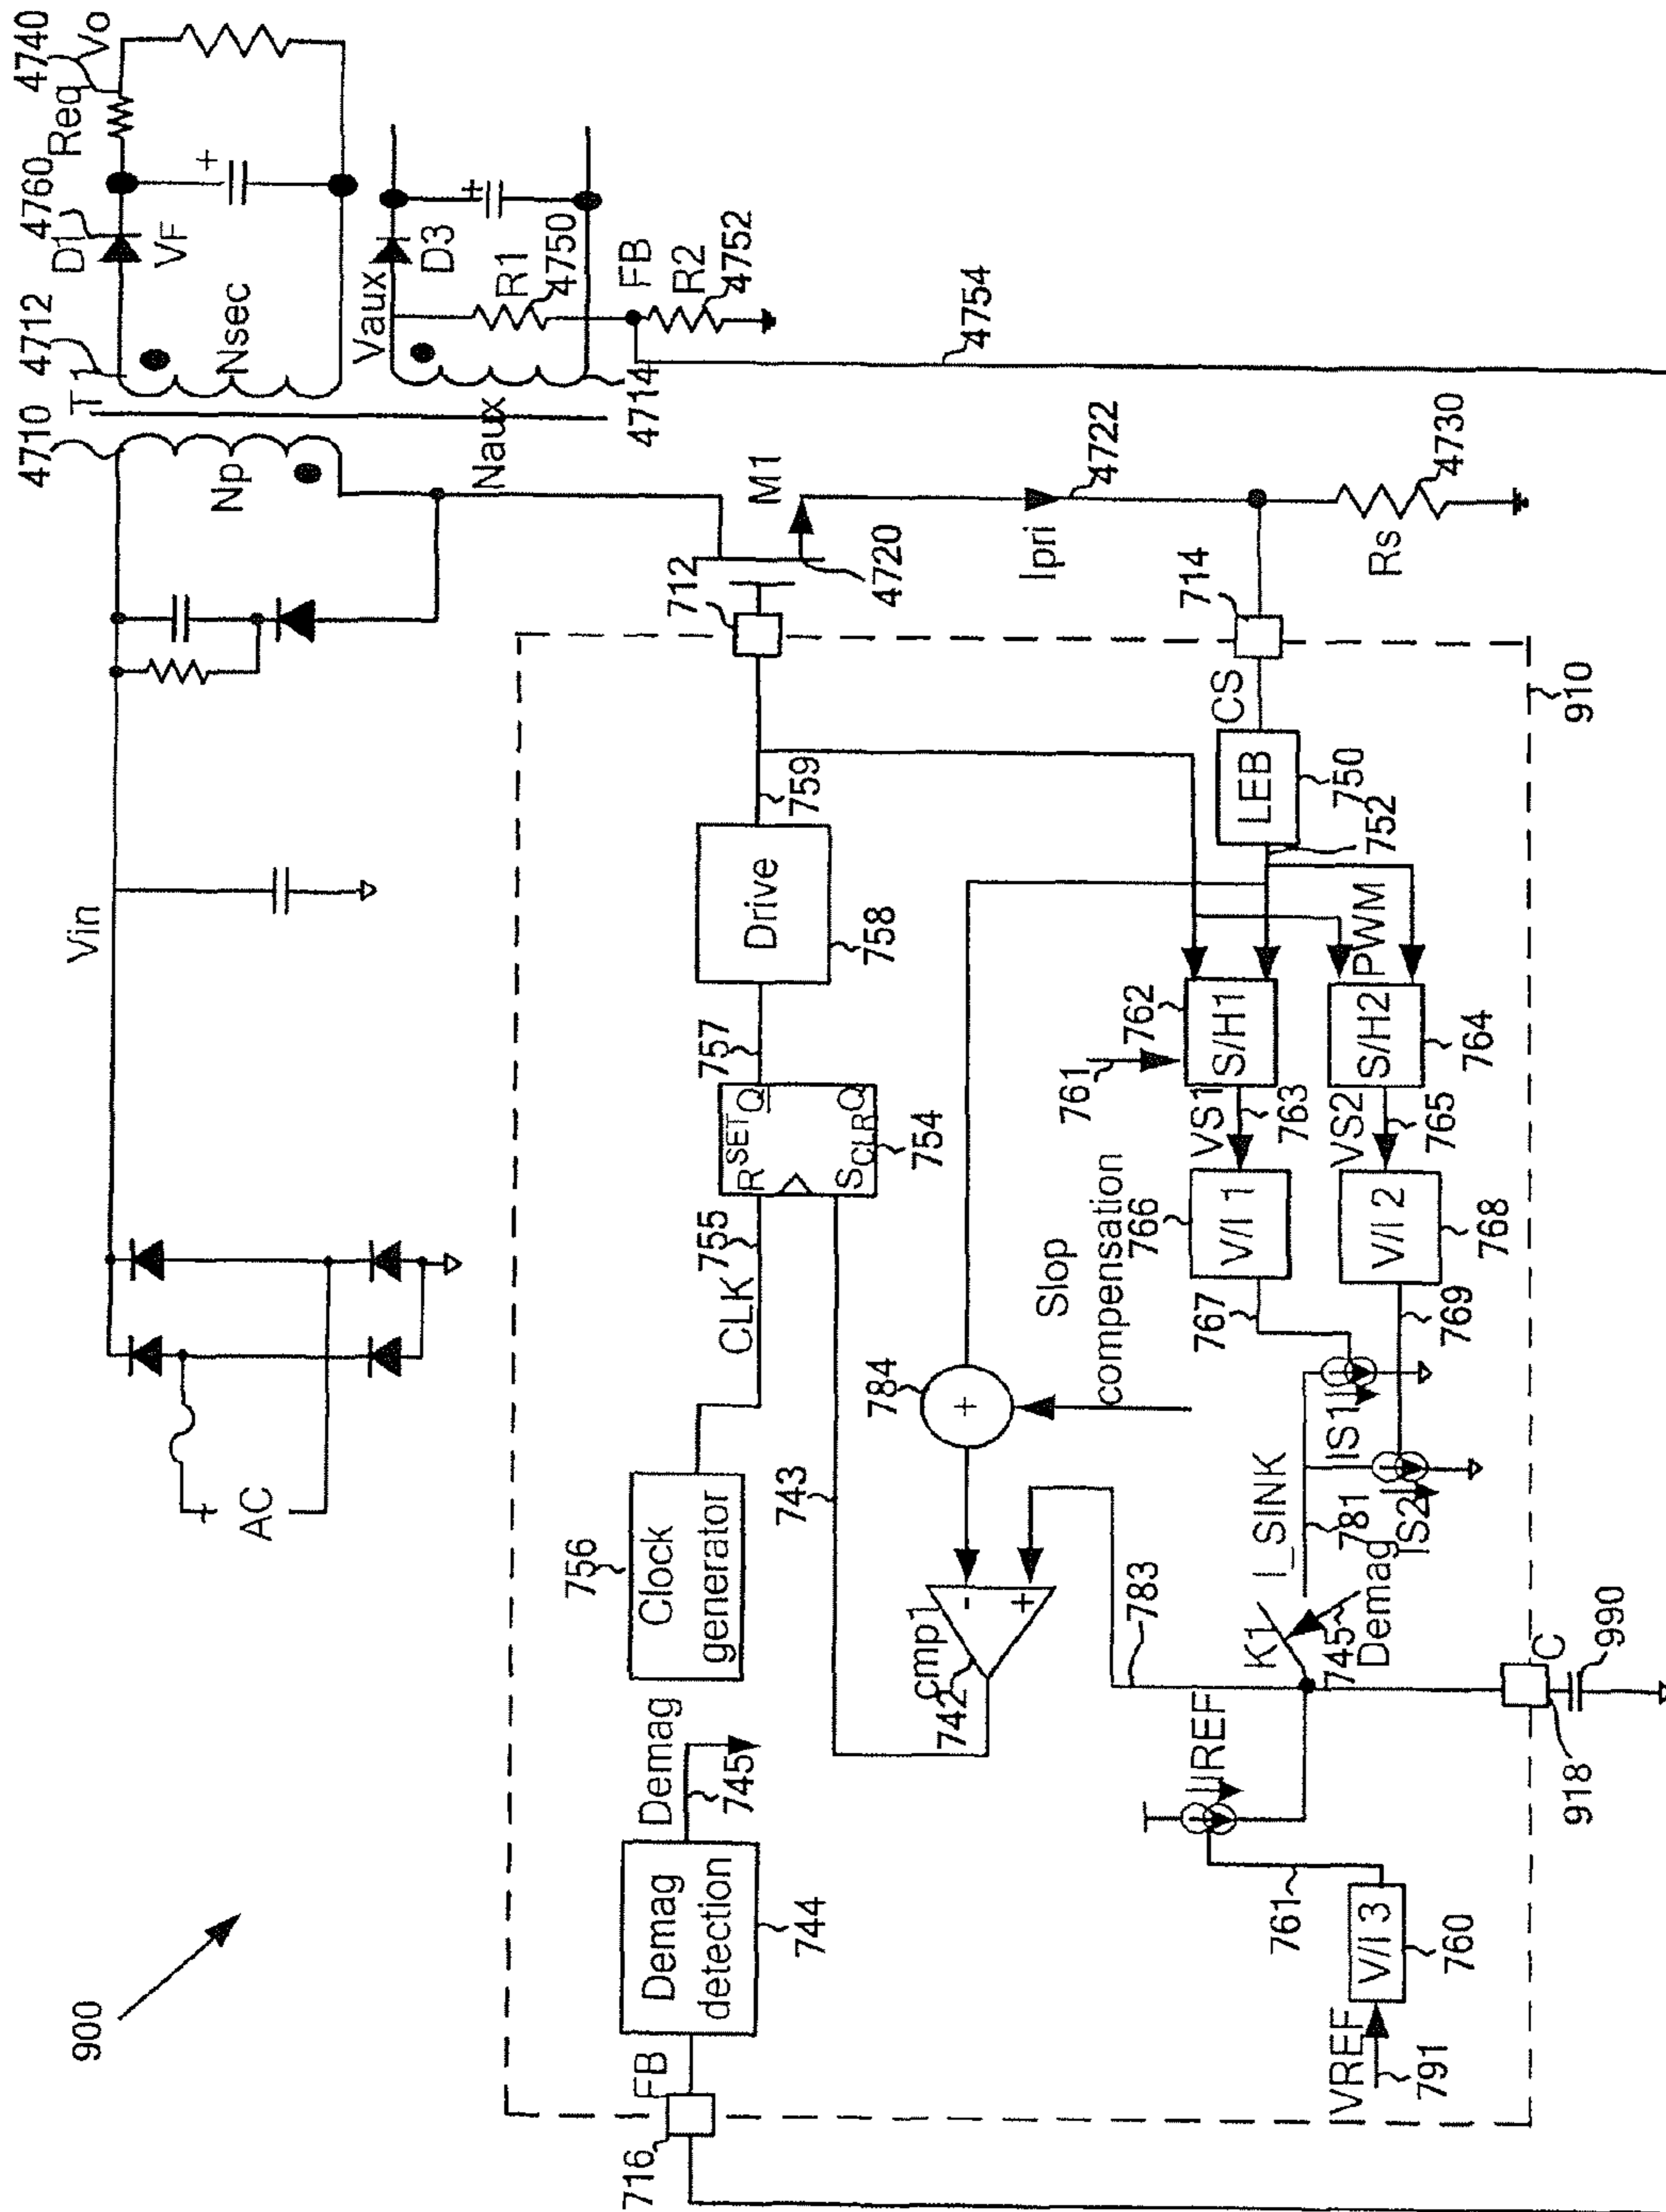 900
AC
Vin
4710
T1
4712
Np
Nsec
D1
4760
VF
Req
4740
Vo
Vaux
D3
R1
4750
FB
R2
4752
Naux
4714
4754
M1
4720
Ipri
4722
Rs
4730
712
714
716
FB
Demag
detection
744
Demag
745
756
Clock
generator
CLK
755
R SET Q
S CLR Q
754
757
Drive
758
759
743
cmp1
742
-
+
784
+
Slop
compensation
783
CS
LEB
750
752
PWM
762
S/H1
761
S/H2
764
VS1
763
VS2
765
V/I 1
766
V/I 2
768
767
769
IS1
IS2
I_SINK
781
K1
745
Demag
IREF
761
V/I 3
760
VREF
791
C
918
990
910